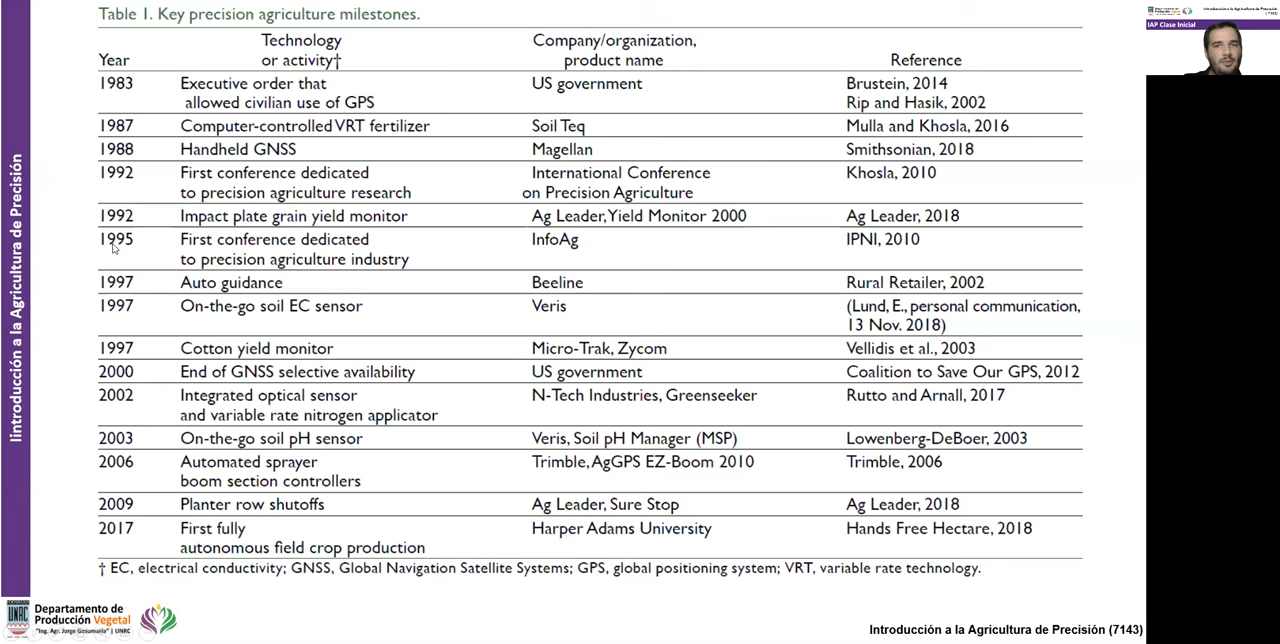 Table 1. Key precision agriculture milestones.
Year Technology or activity† Company/organization, product name Reference
1983 Executive order that allowed civilian use of GPS US government Brustein, 2014 Rip and Hasik, 2002
1987 Computer-controlled VRT fertilizer Soil Teq Mulla and Khosla, 2016
1988 Handheld GNSS Magellan Smithsonian, 2018
1992 First conference dedicated to precision agriculture research International Conference on Precision Agriculture Khosla, 2010
1992 Impact plate grain yield monitor Ag Leader, Yield Monitor 2000 Ag Leader, 2018
1995 First conference dedicated to precision agriculture industry InfoAg IPNI, 2010
1997 Auto guidance Beeline Rural Retailer, 2002
1997 On-the-go soil EC sensor Veris (Lund, E., personal communication, 13 Nov. 2018)
1997 Cotton yield monitor Micro-Trak, Zycom Vellidis et al., 2003
2000 End of GNSS selective availability US government Coalition to Save Our GPS, 2012
2002 Integrated optical sensor and variable rate nitrogen applicator N-Tech Industries, Greenseeker Rutto and Arnall, 2017
2003 On-the-go soil pH sensor Veris, Soil pH Manager (MSP) Lowenberg-DeBoer, 2003
2006 Automated sprayer boom section controllers Trimble, AgGPS EZ-Boom 2010 Trimble, 2006
2009 Planter row shutoffs Ag Leader, Sure Stop Ag Leader, 2018
2017 First fully autonomous field crop production Harper Adams University Hands Free Hectare, 2018
† EC, electrical conductivity; GNSS, Global Navigation Satellite Systems; GPS, global positioning system; VRT, variable rate technology.
Iintroducción a la Agricultura de Precisión
UNRC
Departamento de
Producción Vegetal
"Ing. Agr. Jorge Gesumaria" | UNRC
Introducción a la Agricultura de Precisión (7143)
Introducción a la Agricultura de Precisión
(7143)
IAP Clase Inicial